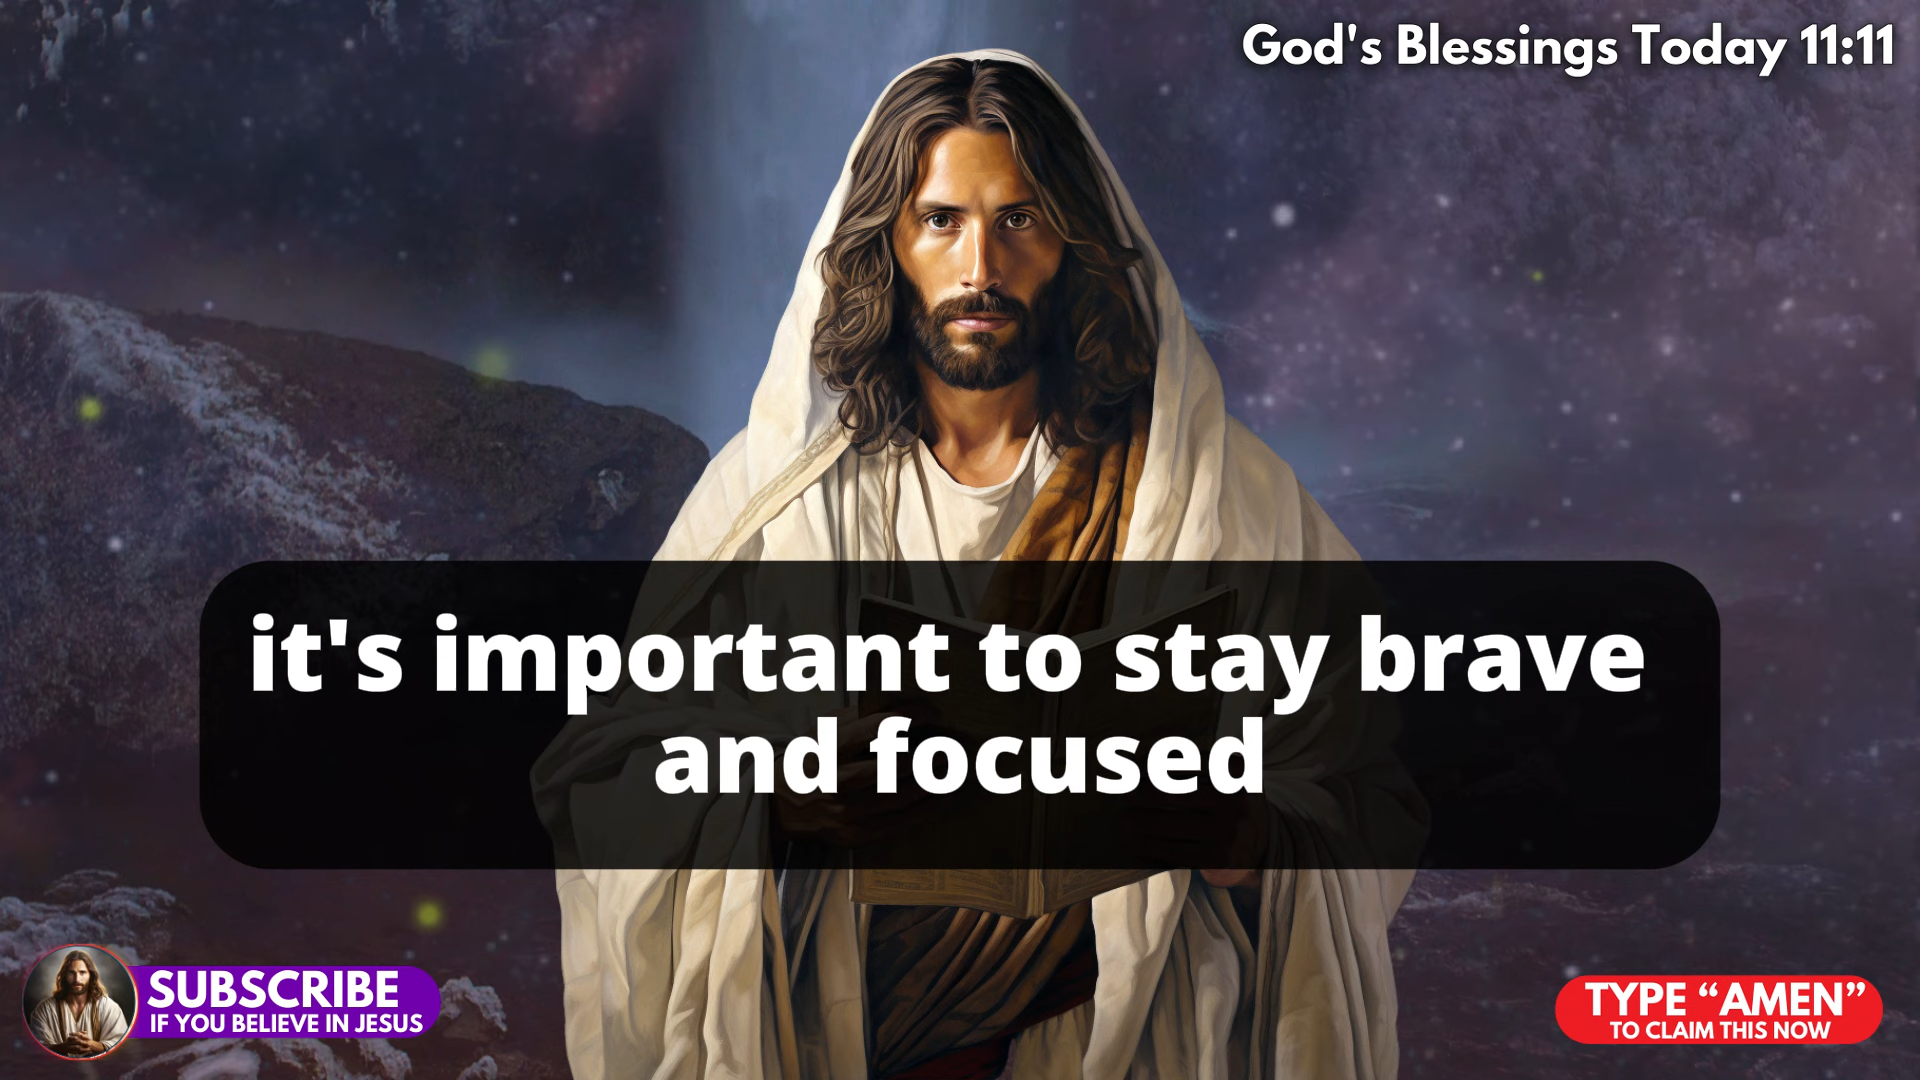 God's Blessings Today 11:11
it's important to stay brave
and focused
SUBSCRIBE
IF YOU BELIEVE IN JESUS
TYPE “AMEN”
TO CLAIM THIS NOW